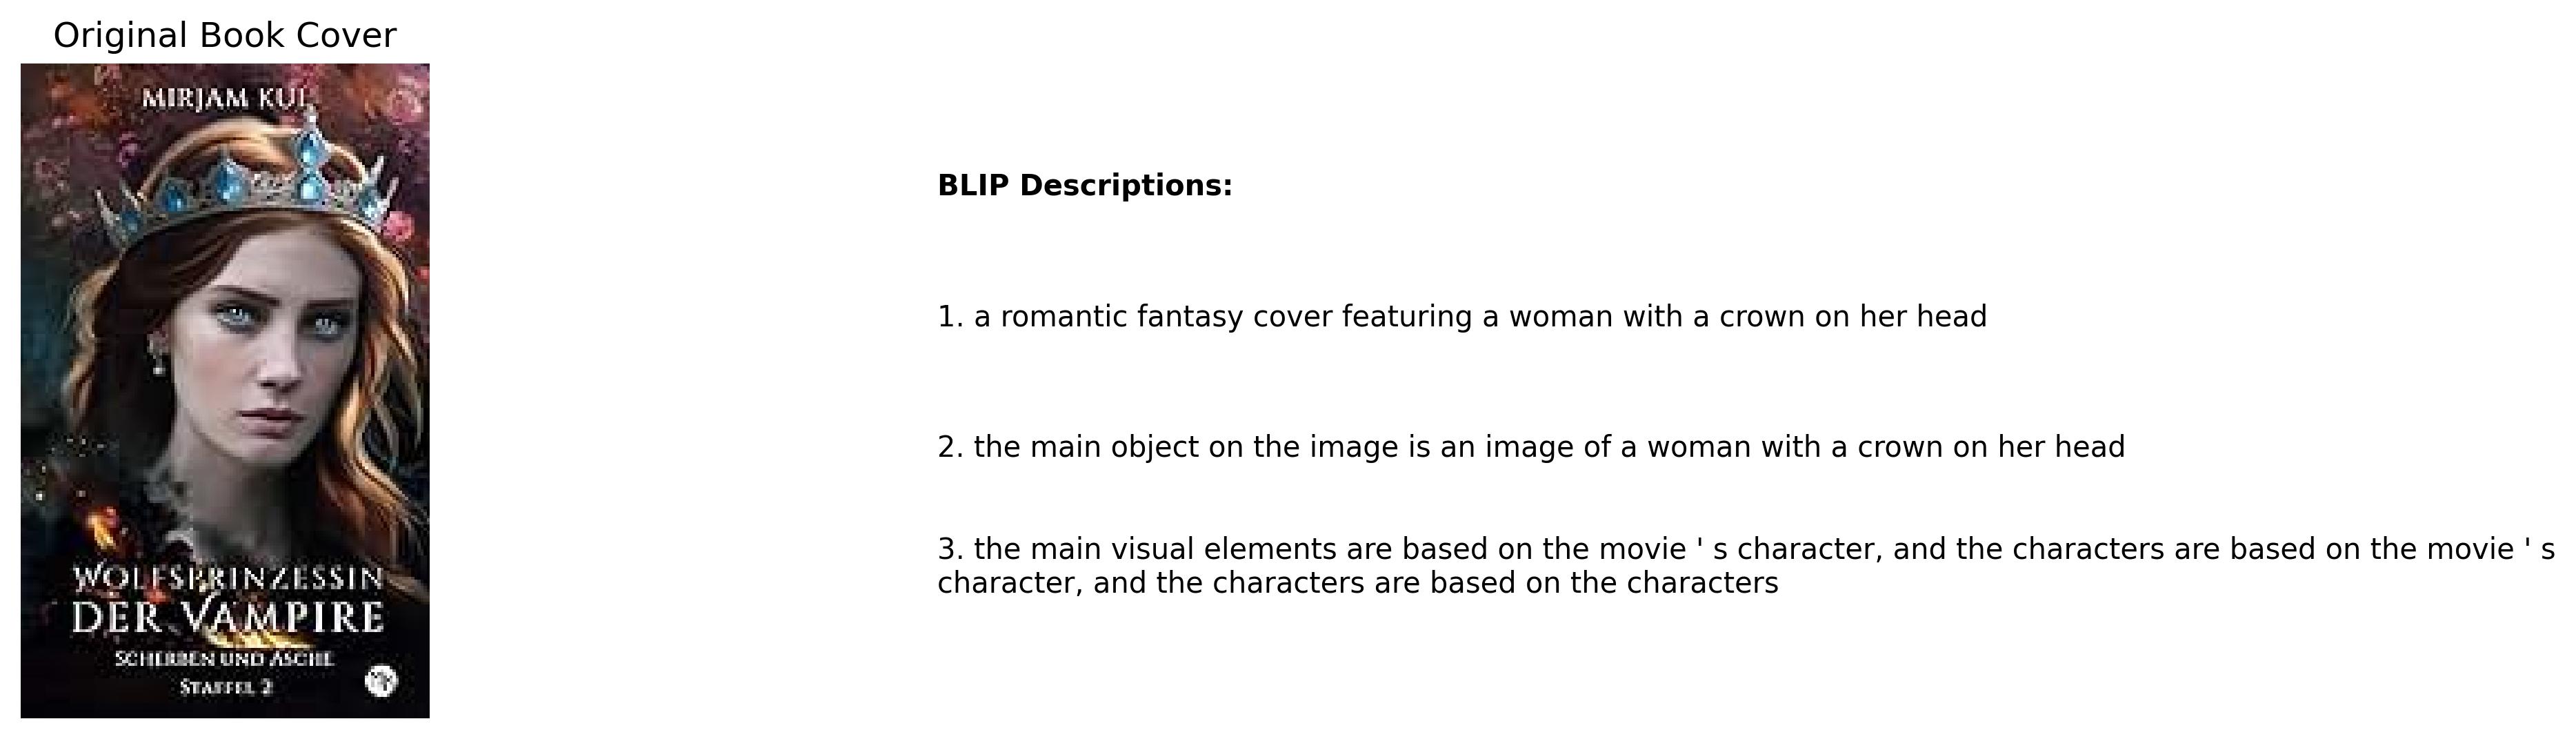 Original Book Cover
MIRJAM KUL
WOLFSPRINZESSIN
DER VAMPIRE
SCHERBEN UND ASCHE
STAFFEL 2
BLIP Descriptions:
1. a romantic fantasy cover featuring a woman with a crown on her head
2. the main object on the image is an image of a woman with a crown on her head
3. the main visual elements are based on the movie ' s character, and the characters are based on the movie ' s
character, and the characters are based on the characters